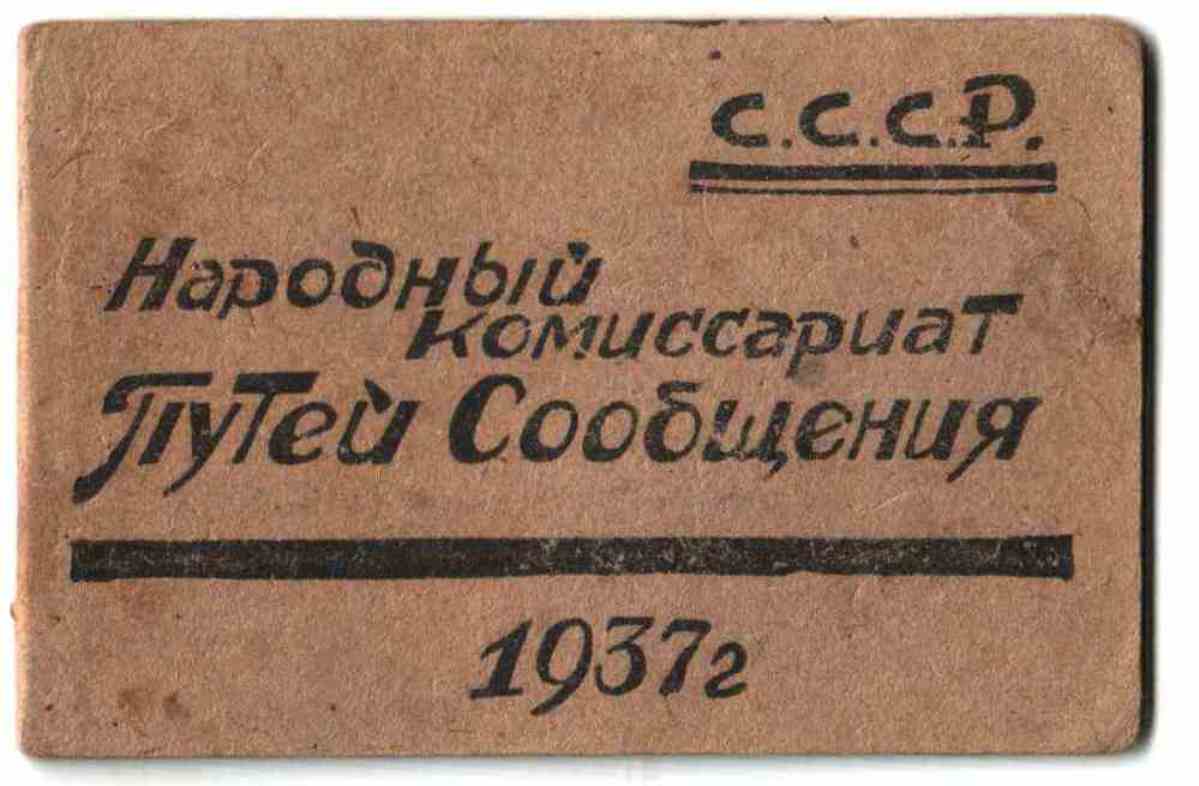 С.С.С.Р.
Народный
Комиссариат
Путей Сообщения
1937г